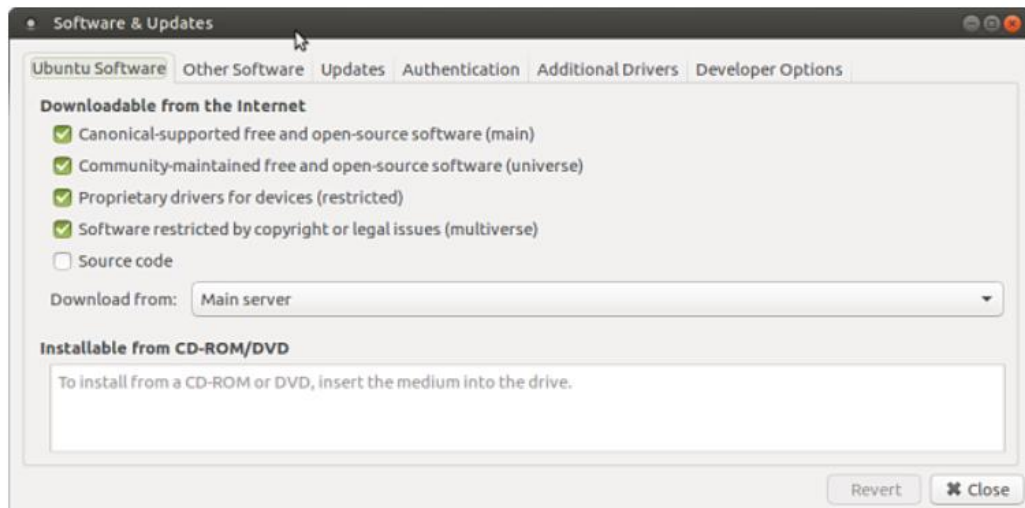 Software & Updates
Ubuntu Software Other Software Updates Authentication Additional Drivers Developer Options
Downloadable from the Internet
Canonical-supported free and open-source software (main)
Community-maintained free and open-source software (universe)
Proprietary drivers for devices (restricted)
Software restricted by copyright or legal issues (multiverse)
Source code
Download from: Main server
Installable from CD-ROM/DVD
To install from a CD-ROM or DVD, insert the medium into the drive.
Revert Close